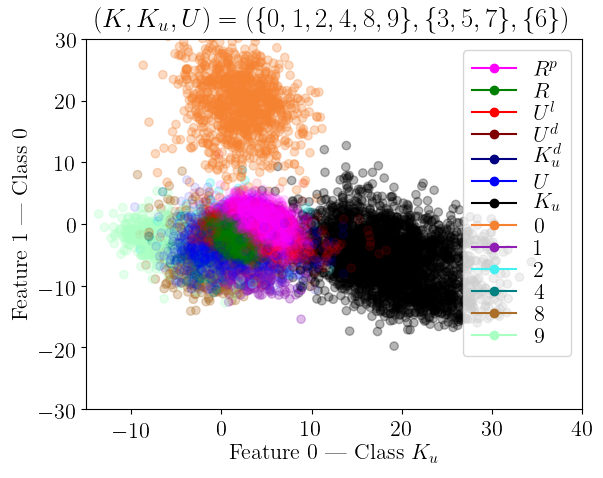 (K, K_u, U) = ({0, 1, 2, 4, 8, 9}, {3, 5, 7}, {6})
30
20
10
0
−10
−20
−30
−10
0
10
20
30
40
Feature 1 — Class 0
Feature 0 — Class K_u
R^p
R
U^l
U^d
K_u^d
U
K_u
0
1
2
4
8
9